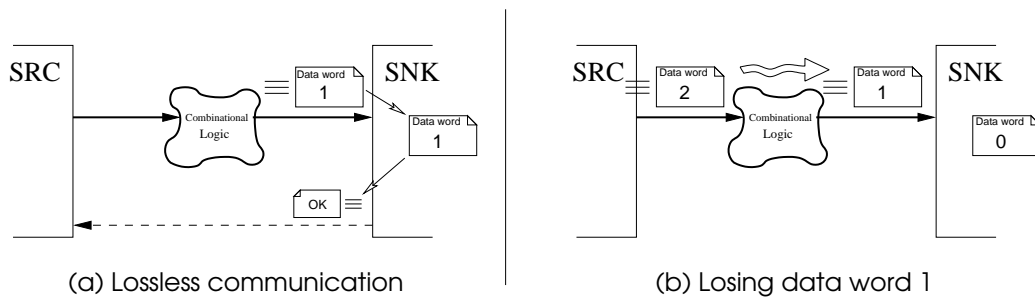 SRC
Combinational
Logic
Data word
1
SNK
Data word
1
OK
(a) Lossless communication
SRC
Data word
2
Combinational
Logic
Data word
1
SNK
Data word
0
(b) Losing data word 1